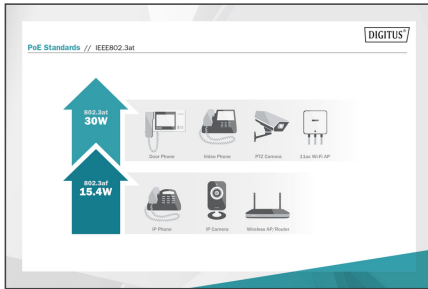 DIGITUS®
PoE Standards // IEEE802.3at
802.3at
30W
Door Phone Video Phone PTZ Camera 11ac Wi-Fi AP
802.3af
15.4W
IP Phone IP Camera Wireless AP/Router